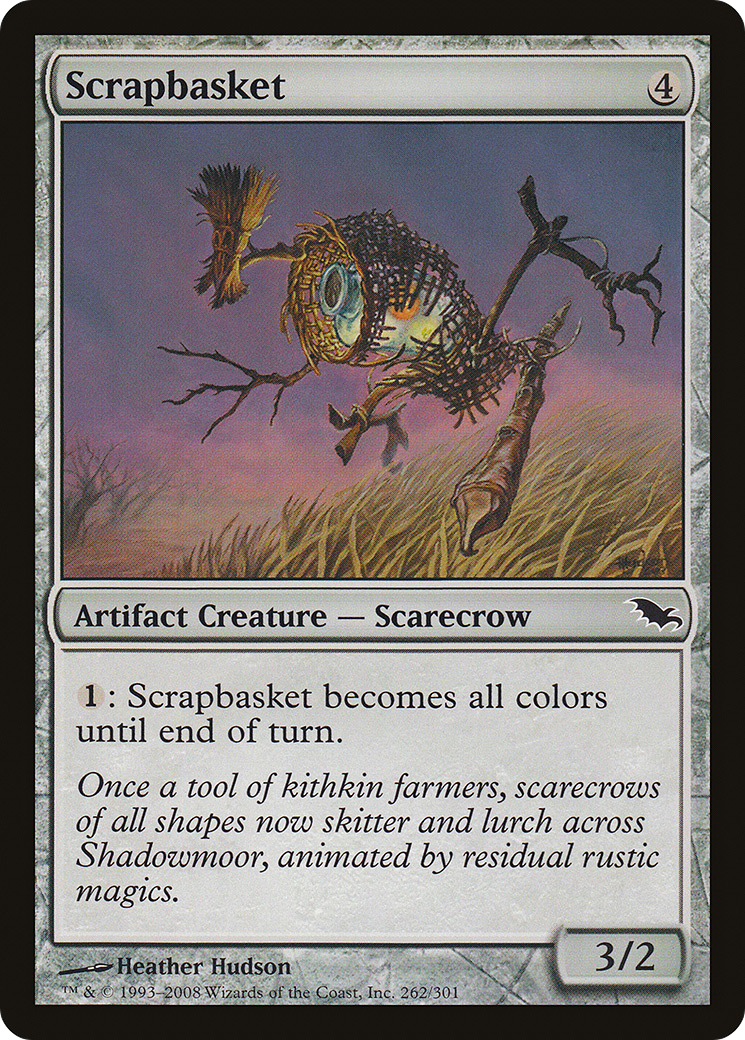 Scrapbasket
4
Artifact Creature — Scarecrow
1: Scrapbasket becomes all colors
until end of turn.
Once a tool of kithkin farmers, scarecrows
of all shapes now skitter and lurch across
Shadowmoor, animated by residual rustic
magics.
3/2
Heather Hudson
™ & © 1993–2008 Wizards of the Coast, Inc. 262/301